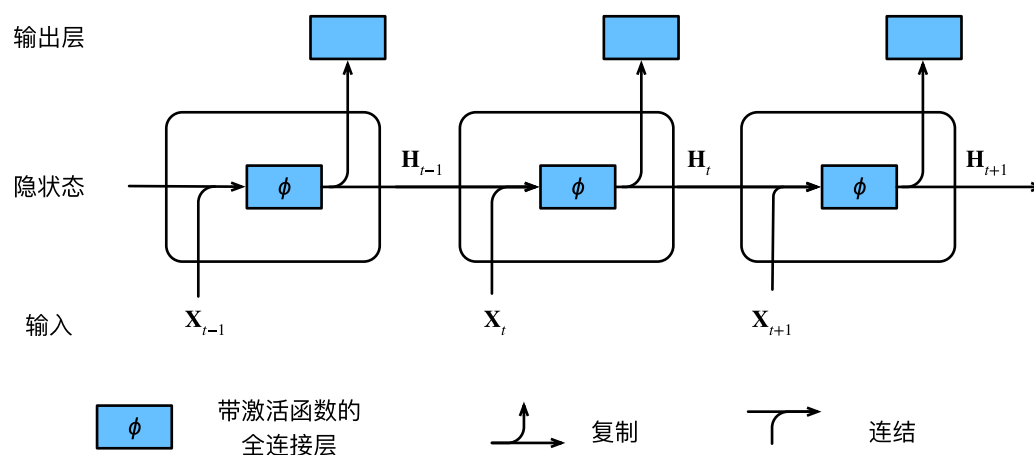 输出层
隐状态
H_{t-1}
H_t
H_{t+1}
ϕ
ϕ
ϕ
输入
X_{t-1}
X_t
X_{t+1}
ϕ
带激活函数的
全连接层
复制
连结